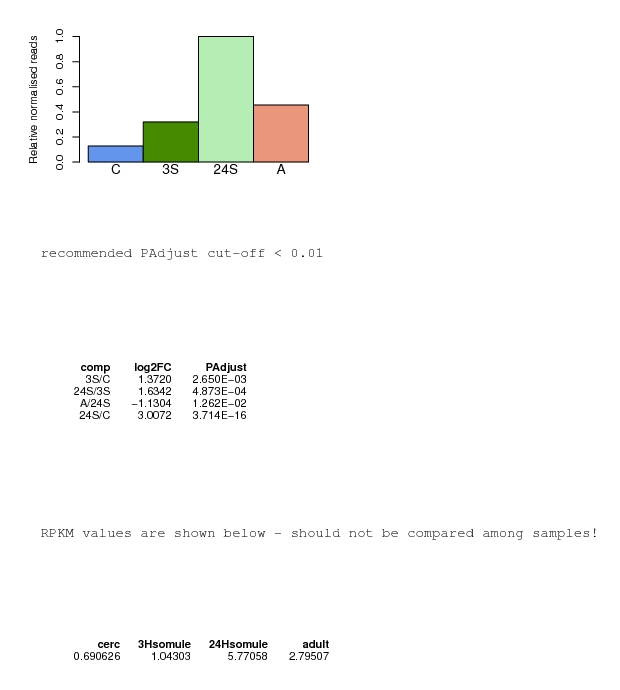 Relative normalised reads
1.0
0.8
0.6
0.4
0.2
0.0
C 3S 24S A
recommended PAdjust cut-off < 0.01
comp log2FC PAdjust
3S/C 1.3720 2.650E−03
24S/3S 1.6342 4.873E−04
A/24S −1.1304 1.262E−02
24S/C 3.0072 3.714E−16
RPKM values are shown below - should not be compared among samples!
cerc 3Hsomule 24Hsomule adult
0.690626 1.04303 5.77058 2.79507